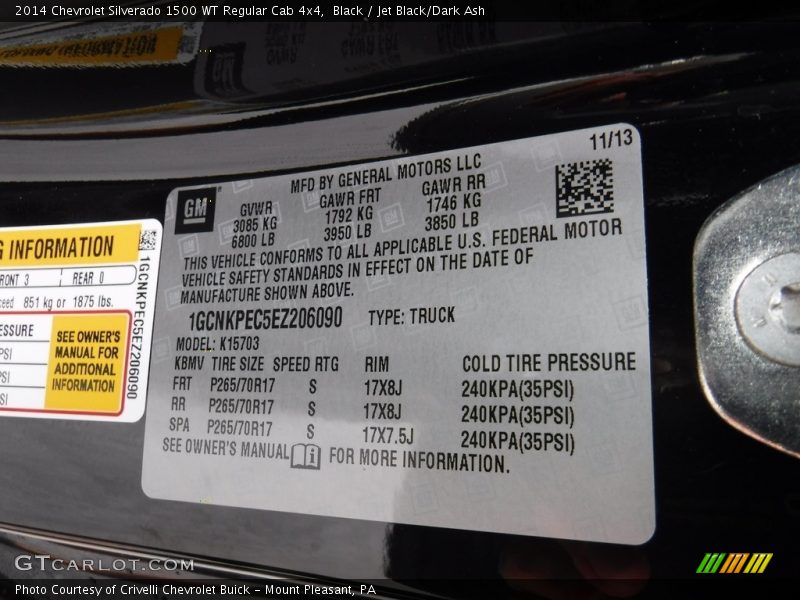 2014 Chevrolet Silverado 1500 WT Regular Cab 4x4, Black / Jet Black/Dark Ash
11/13
GM
MFD BY GENERAL MOTORS LLC
GVWR GAWR FRT GAWR RR
3085 KG 1792 KG 1746 KG
6800 LB 3950 LB 3850 LB
THIS VEHICLE CONFORMS TO ALL APPLICABLE U.S. FEDERAL MOTOR
VEHICLE SAFETY STANDARDS IN EFFECT ON THE DATE OF
MANUFACTURE SHOWN ABOVE.
1GCNKPEC5EZ206090 TYPE: TRUCK
MODEL: K15703
KBMV TIRE SIZE SPEED RTG RIM COLD TIRE PRESSURE
FRT P265/70R17 S 17X8J 240KPA(35PSI)
RR P265/70R17 S 17X8J 240KPA(35PSI)
SPA P265/70R17 S 17X7.5J 240KPA(35PSI)
SEE OWNER'S MANUAL i FOR MORE INFORMATION.
G INFORMATION
RONT 3 REAR 0
ceed 851 kg or 1875 lbs.
ESSURE
PSI
PSI
SI
SEE OWNER'S
MANUAL FOR
ADDITIONAL
INFORMATION
1GCNKPEC5EZ206090
GTcarlot.com
Photo Courtesy of Crivelli Chevrolet Buick - Mount Pleasant, PA